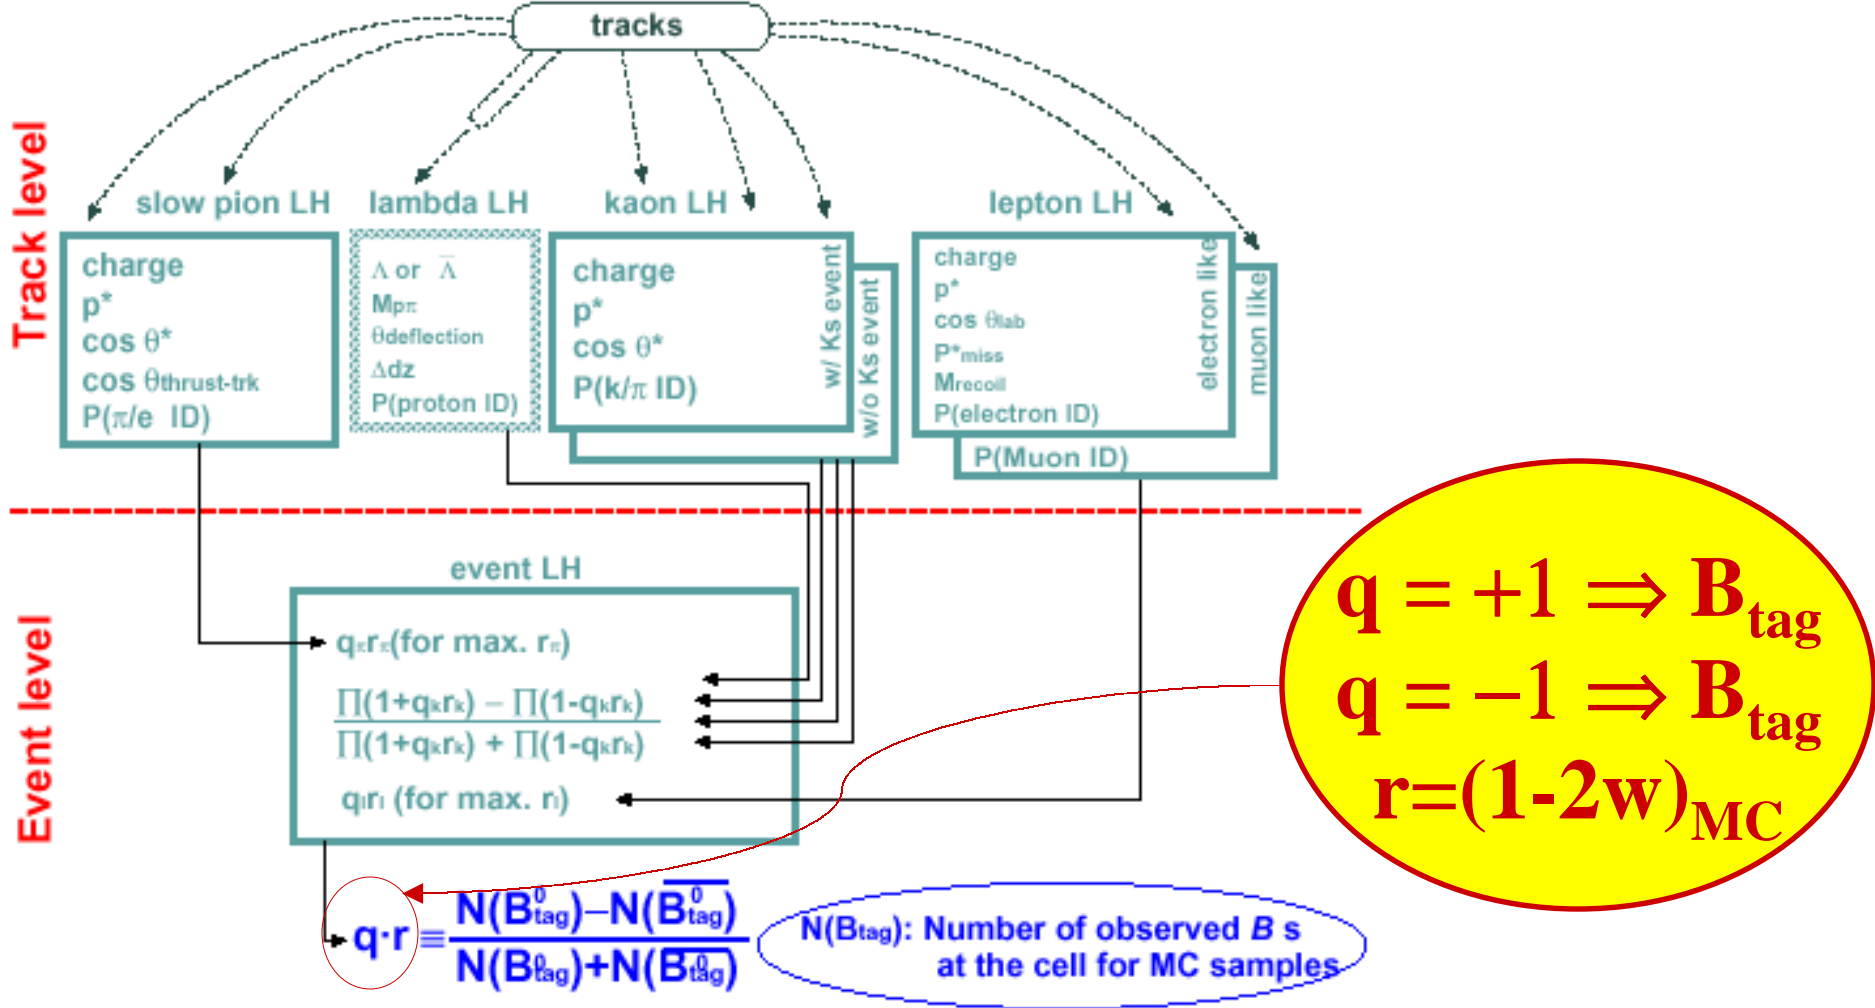 tracks
Track level
slow pion LH
charge
p*
cos θ*
cos θthrust-trk
P(π/e ID)
lambda LH
Λ or Λ̅
Mpπ
θdeflection
Δdz
P(proton ID)
kaon LH
charge
p*
cos θ*
P(k/π ID)
w/ Ks event
w/o Ks event
lepton LH
charge
p*
cos θlab
P*miss
Mrecoil
P(electron ID)
electron like
muon like
P(Muon ID)
Event level
event LH
qπrπ(for max. rπ)
∏(1+qkrk) – ∏(1-qkrk)
∏(1+qkrk) + ∏(1-qkrk)
qlrl (for max. rl)
q = +1 ⇒ Btag
q = −1 ⇒ Btag
r=(1-2w)MC
q·r ≡
N(B⁰tag)–N(B̅⁰tag)
N(B⁰tag)+N(B̅⁰tag)
N(Btag): Number of observed B s
at the cell for MC samples